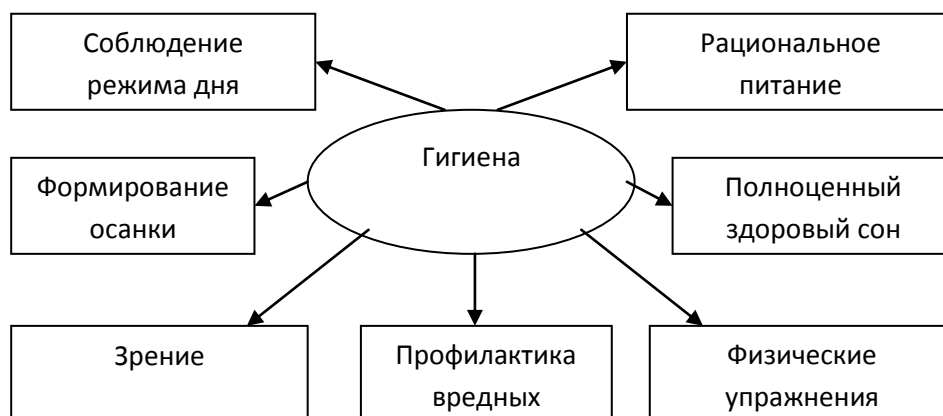 Соблюдение
режима дня
Рациональное
питание
Гигиена
Формирование
осанки
Полноценный
здоровый сон
Зрение
Профилактика
вредных
Физические
упражнения